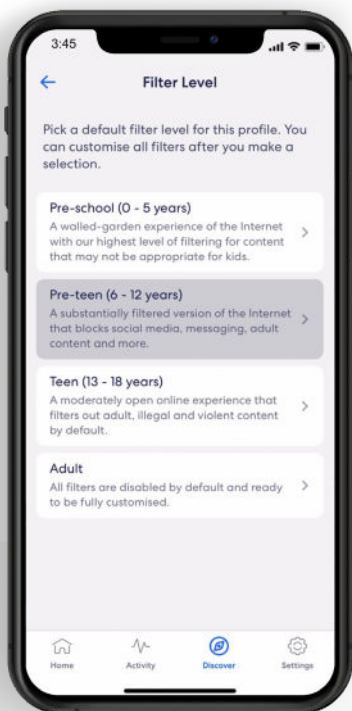 3:45
Filter Level
Pick a default filter level for this profile. You
can customise all filters after you make a
selection.
Pre-school (0 - 5 years)
A walled-garden experience of the Internet
with our highest level of filtering for content
that may not be appropriate for kids.
Pre-teen (6 - 12 years)
A substantially filtered version of the Internet
that blocks social media, messaging, adult
content and more.
Teen (13 - 18 years)
A moderately open online experience that
filters out adult, illegal and violent content
by default.
Adult
All filters are disabled by default and ready
to be fully customised.
Home Activity Discover Settings